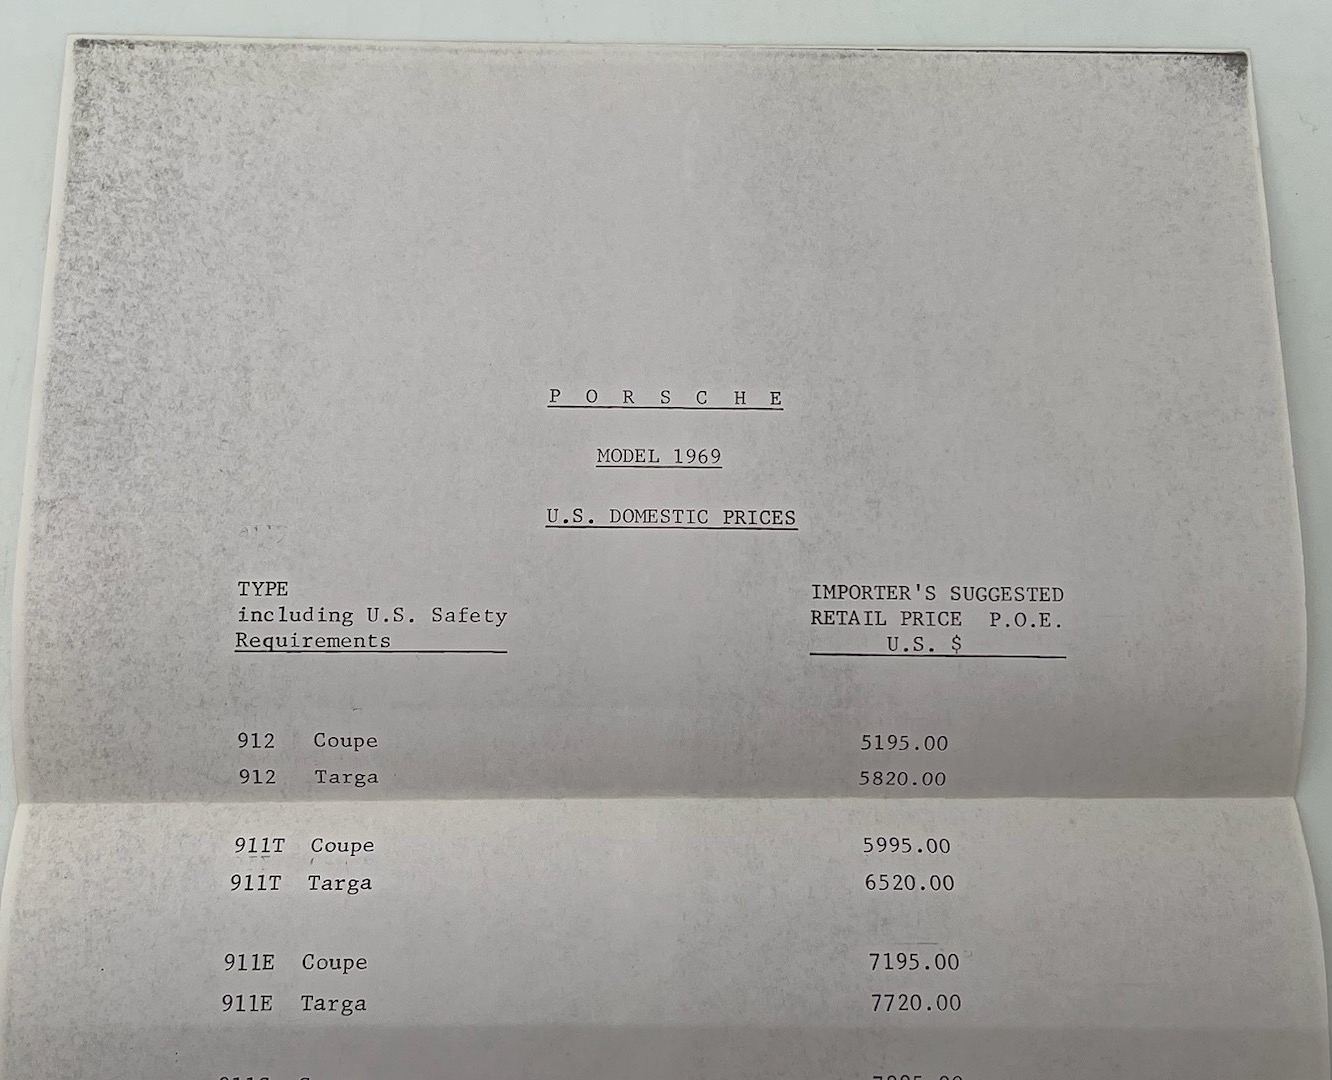 P O R S C H E
MODEL 1969
U.S. DOMESTIC PRICES
TYPE
including U.S. Safety
Requirements
IMPORTER'S SUGGESTED
RETAIL PRICE P.O.E.
U.S. $
912 Coupe 5195.00
912 Targa 5820.00
911T Coupe 5995.00
911T Targa 6520.00
911E Coupe 7195.00
911E Targa 7720.00